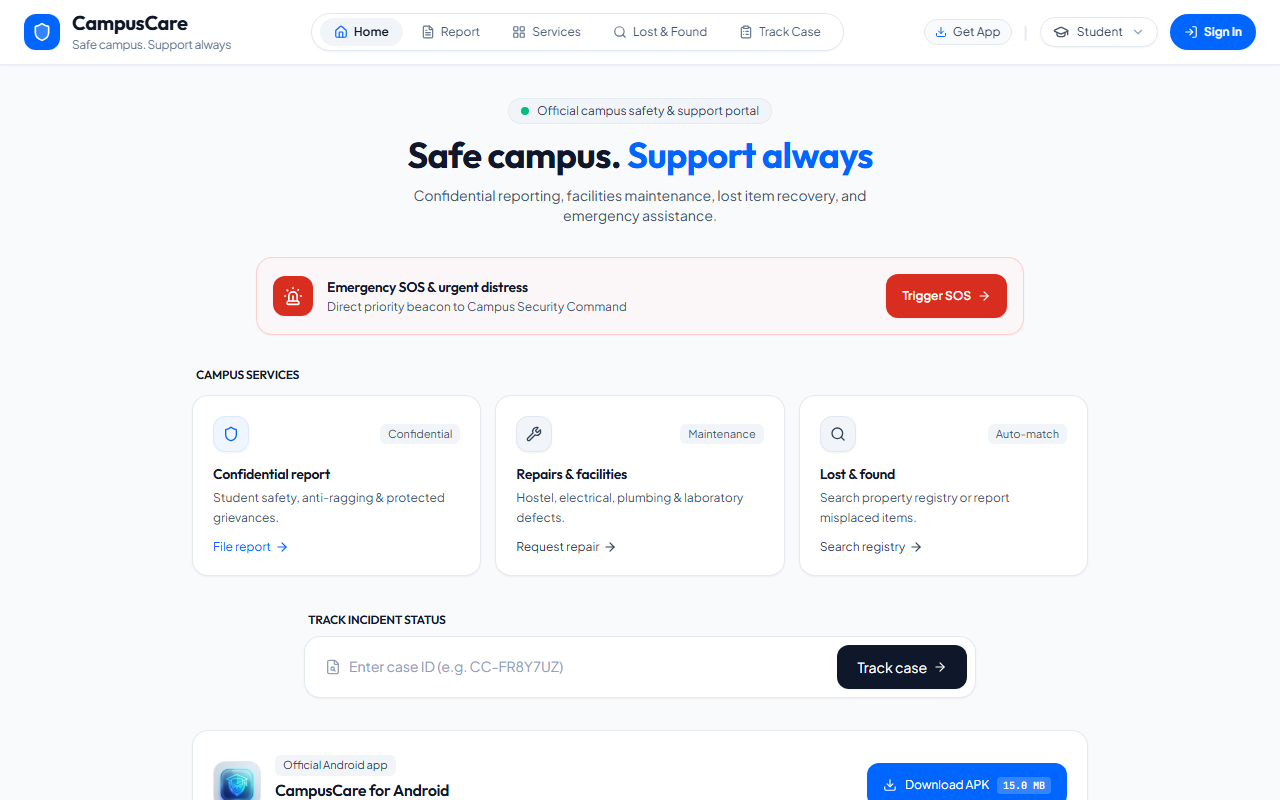 CampusCare
Safe campus. Support always
Home
Report
Services
Lost & Found
Track Case
Get App
Student
Sign In
Official campus safety & support portal
Safe campus. Support always
Confidential reporting, facilities maintenance, lost item recovery, and
emergency assistance.
Emergency SOS & urgent distress
Direct priority beacon to Campus Security Command
Trigger SOS
CAMPUS SERVICES
Confidential
Confidential report
Student safety, anti-ragging & protected
grievances.
File report
Maintenance
Repairs & facilities
Hostel, electrical, plumbing & laboratory
defects.
Request repair
Auto-match
Lost & found
Search property registry or report
misplaced items.
Search registry
TRACK INCIDENT STATUS
Enter case ID (e.g. CC-FR8Y7UZ)
Track case
Official Android app
CampusCare for Android
Download APK 15.0 MB